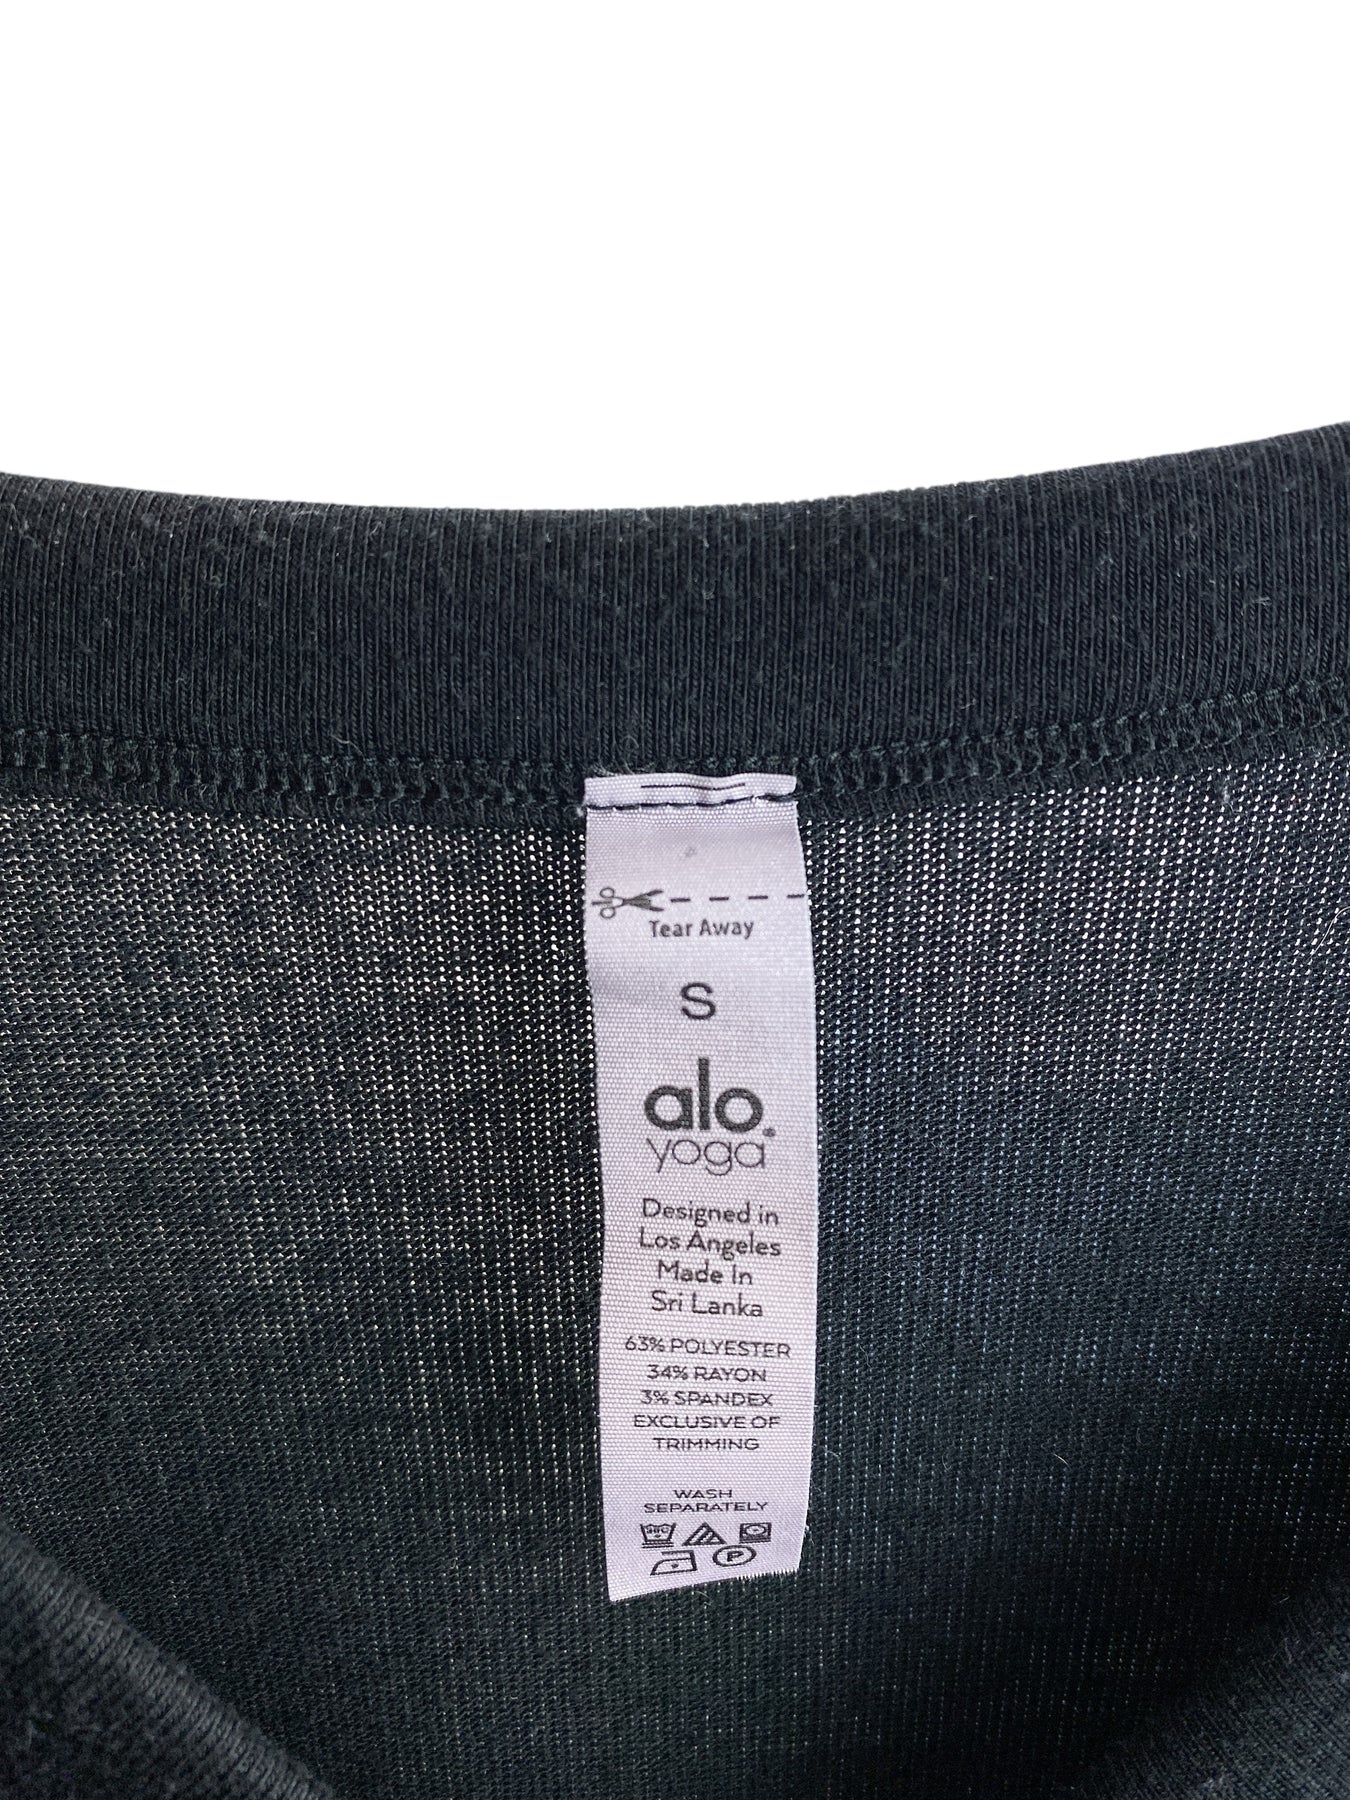 Tear Away
S
alo
yoga®
Designed in
Los Angeles
Made In
Sri Lanka
63% POLYESTER
34% RAYON
3% SPANDEX
EXCLUSIVE OF
TRIMMING
WASH
SEPARATELY
30C
P